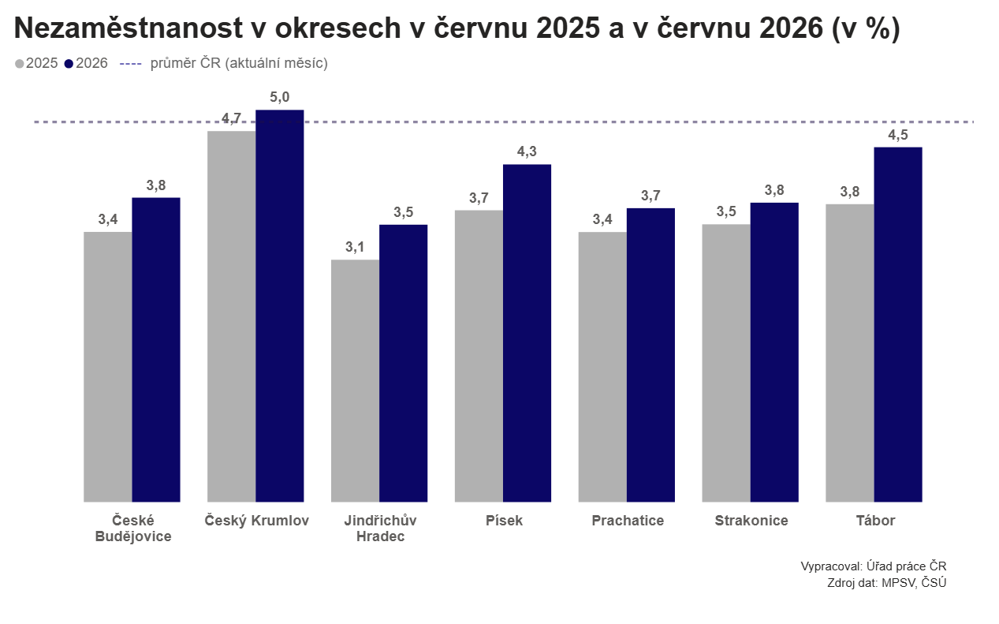 Nezaměstnanost v okresech v červnu 2025 a v červnu 2026 (v %)
2025 2026 průměr ČR (aktuální měsíc)
3,4 3,8 4,7 5,0 3,1 3,5 3,7 4,3 3,4 3,7 3,5 3,8 3,8 4,5
České Budějovice
Český Krumlov
Jindřichův Hradec
Písek
Prachatice
Strakonice
Tábor
Vypracoval: Úřad práce ČR
Zdroj dat: MPSV, ČSÚ